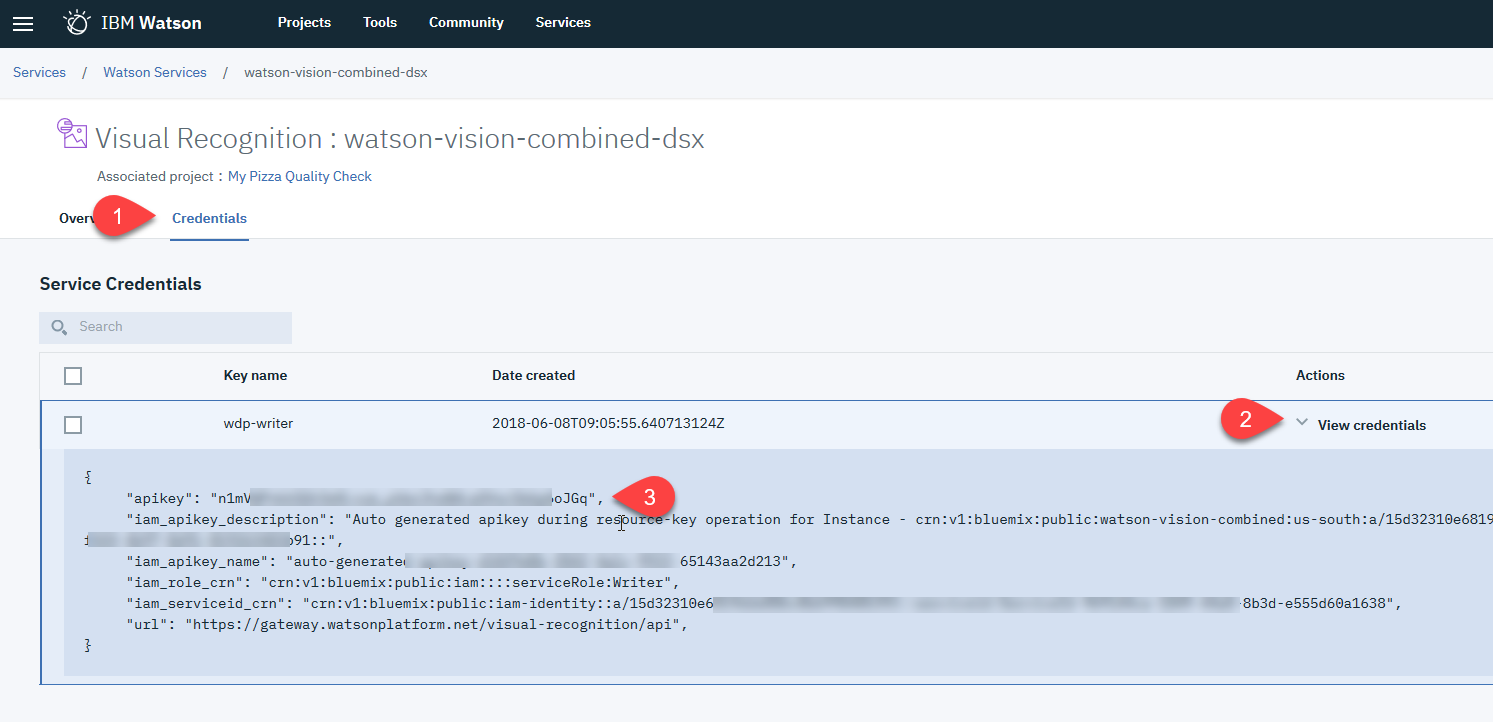 IBM Watson Projects Tools Community Services
Services / Watson Services / watson-vision-combined-dsx
Visual Recognition : watson-vision-combined-dsx
Associated project : My Pizza Quality Check
Overv 1 Credentials
Service Credentials
Search
Key name Date created Actions
wdp-writer 2018-06-08T09:05:55.640713124Z 2 View credentials
{
"apikey": "n1mV oJGq", 3
"iam_apikey_description": "Auto generated apikey during resource-key operation for Instance - crn:v1:bluemix:public:watson-vision-combined:us-south:a/15d32310e6819
b91::",
"iam_apikey_name": "auto-generated 65143aa2d213",
"iam_role_crn": "crn:v1:bluemix:public:iam::::serviceRole:Writer",
"iam_serviceid_crn": "crn:v1:bluemix:public:iam-identity::a/15d32310e6 -8b3d-e555d60a1638",
"url": "https://gateway.watsonplatform.net/visual-recognition/api",
}